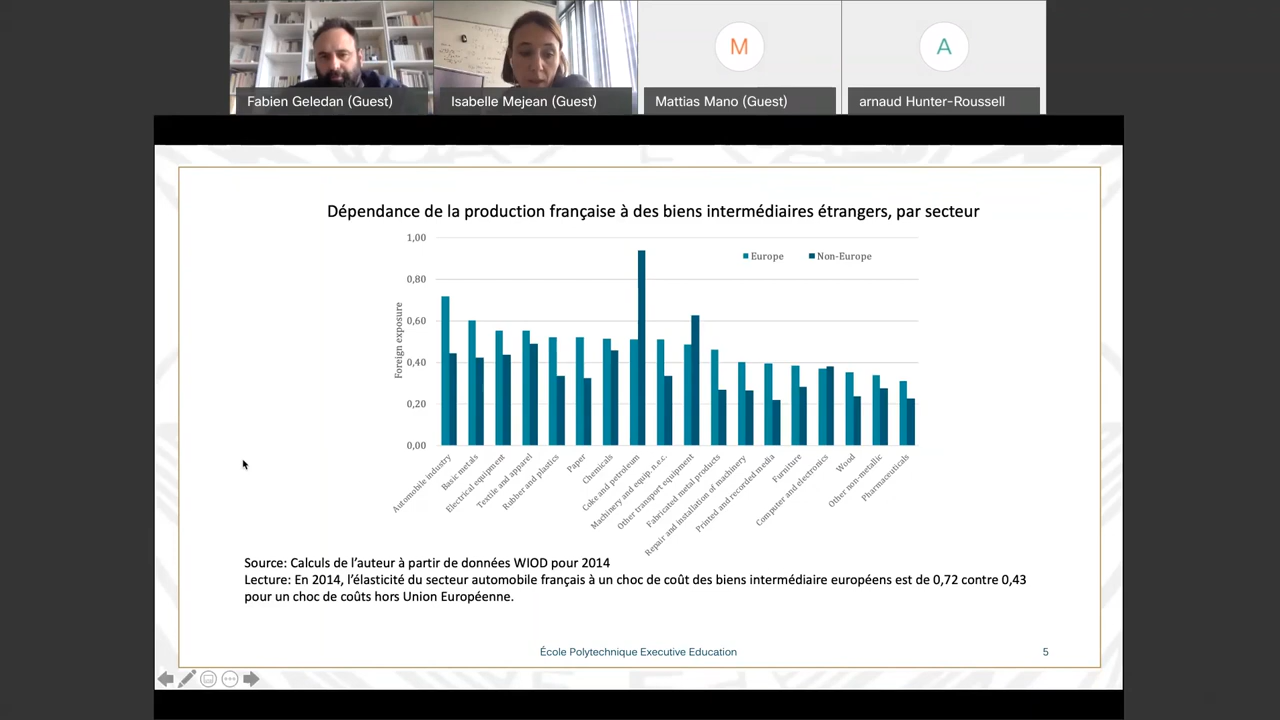 Fabien Geledan (Guest)
Isabelle Mejean (Guest)
M
Mattias Mano (Guest)
A
arnaud Hunter-Roussell
Dépendance de la production française à des biens intermédiaires étrangers, par secteur
1,00
0,80
0,60
0,40
0,20
0,00
Foreign exposure
Europe
Non-Europe
Automobile industry
Basic metals
Electrical equipment
Textile and apparel
Rubber and plastics
Paper
Chemicals
Coke and petroleum
Machinery and equip. n.e.c.
Other transport equipment
Fabricated metal products
Repair and installation of machinery
Printed and recorded media
Furniture
Computer and electronics
Wood
Other non-metallic
Pharmaceuticals
Source: Calculs de l'auteur à partir de données WIOD pour 2014
Lecture: En 2014, l'élasticité du secteur automobile français à un choc de coût des biens intermédiaire européens est de 0,72 contre 0,43
pour un choc de coûts hors Union Européenne.
École Polytechnique Executive Education
5